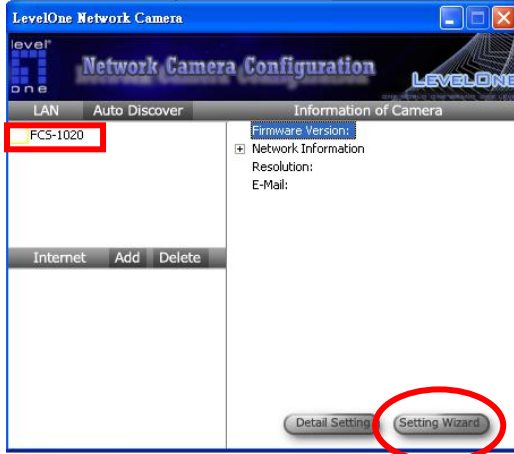 LevelOne Network Camera
level
one
Network Camera Configuration
LEVELONE
LAN Auto Discover
Information of Camera
FCS-1020
Firmware Version:
Network Information
Resolution:
E-Mail:
Internet Add Delete
Detail Setting
Setting Wizard